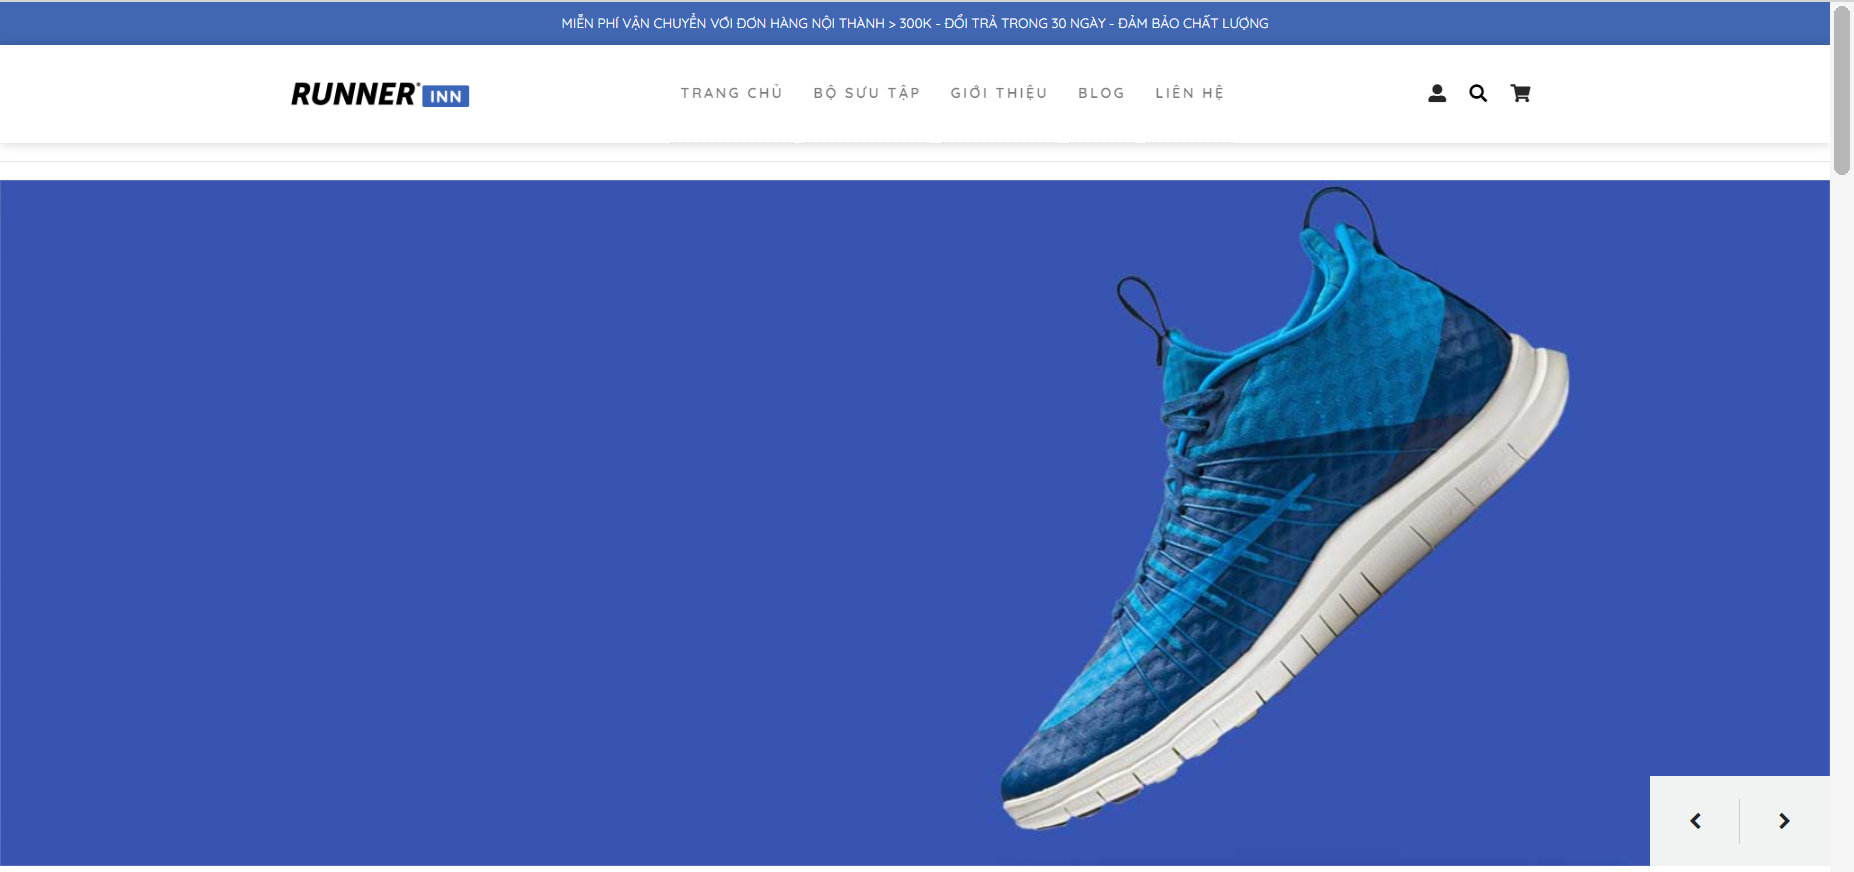 MIỄN PHÍ VẬN CHUYỂN VỚI ĐƠN HÀNG NỘI THÀNH > 300K - ĐỔI TRẢ TRONG 30 NGÀY - ĐẢM BẢO CHẤT LƯỢNG
RUNNER INN
TRANG CHỦ BỘ SƯU TẬP GIỚI THIỆU BLOG LIÊN HỆ